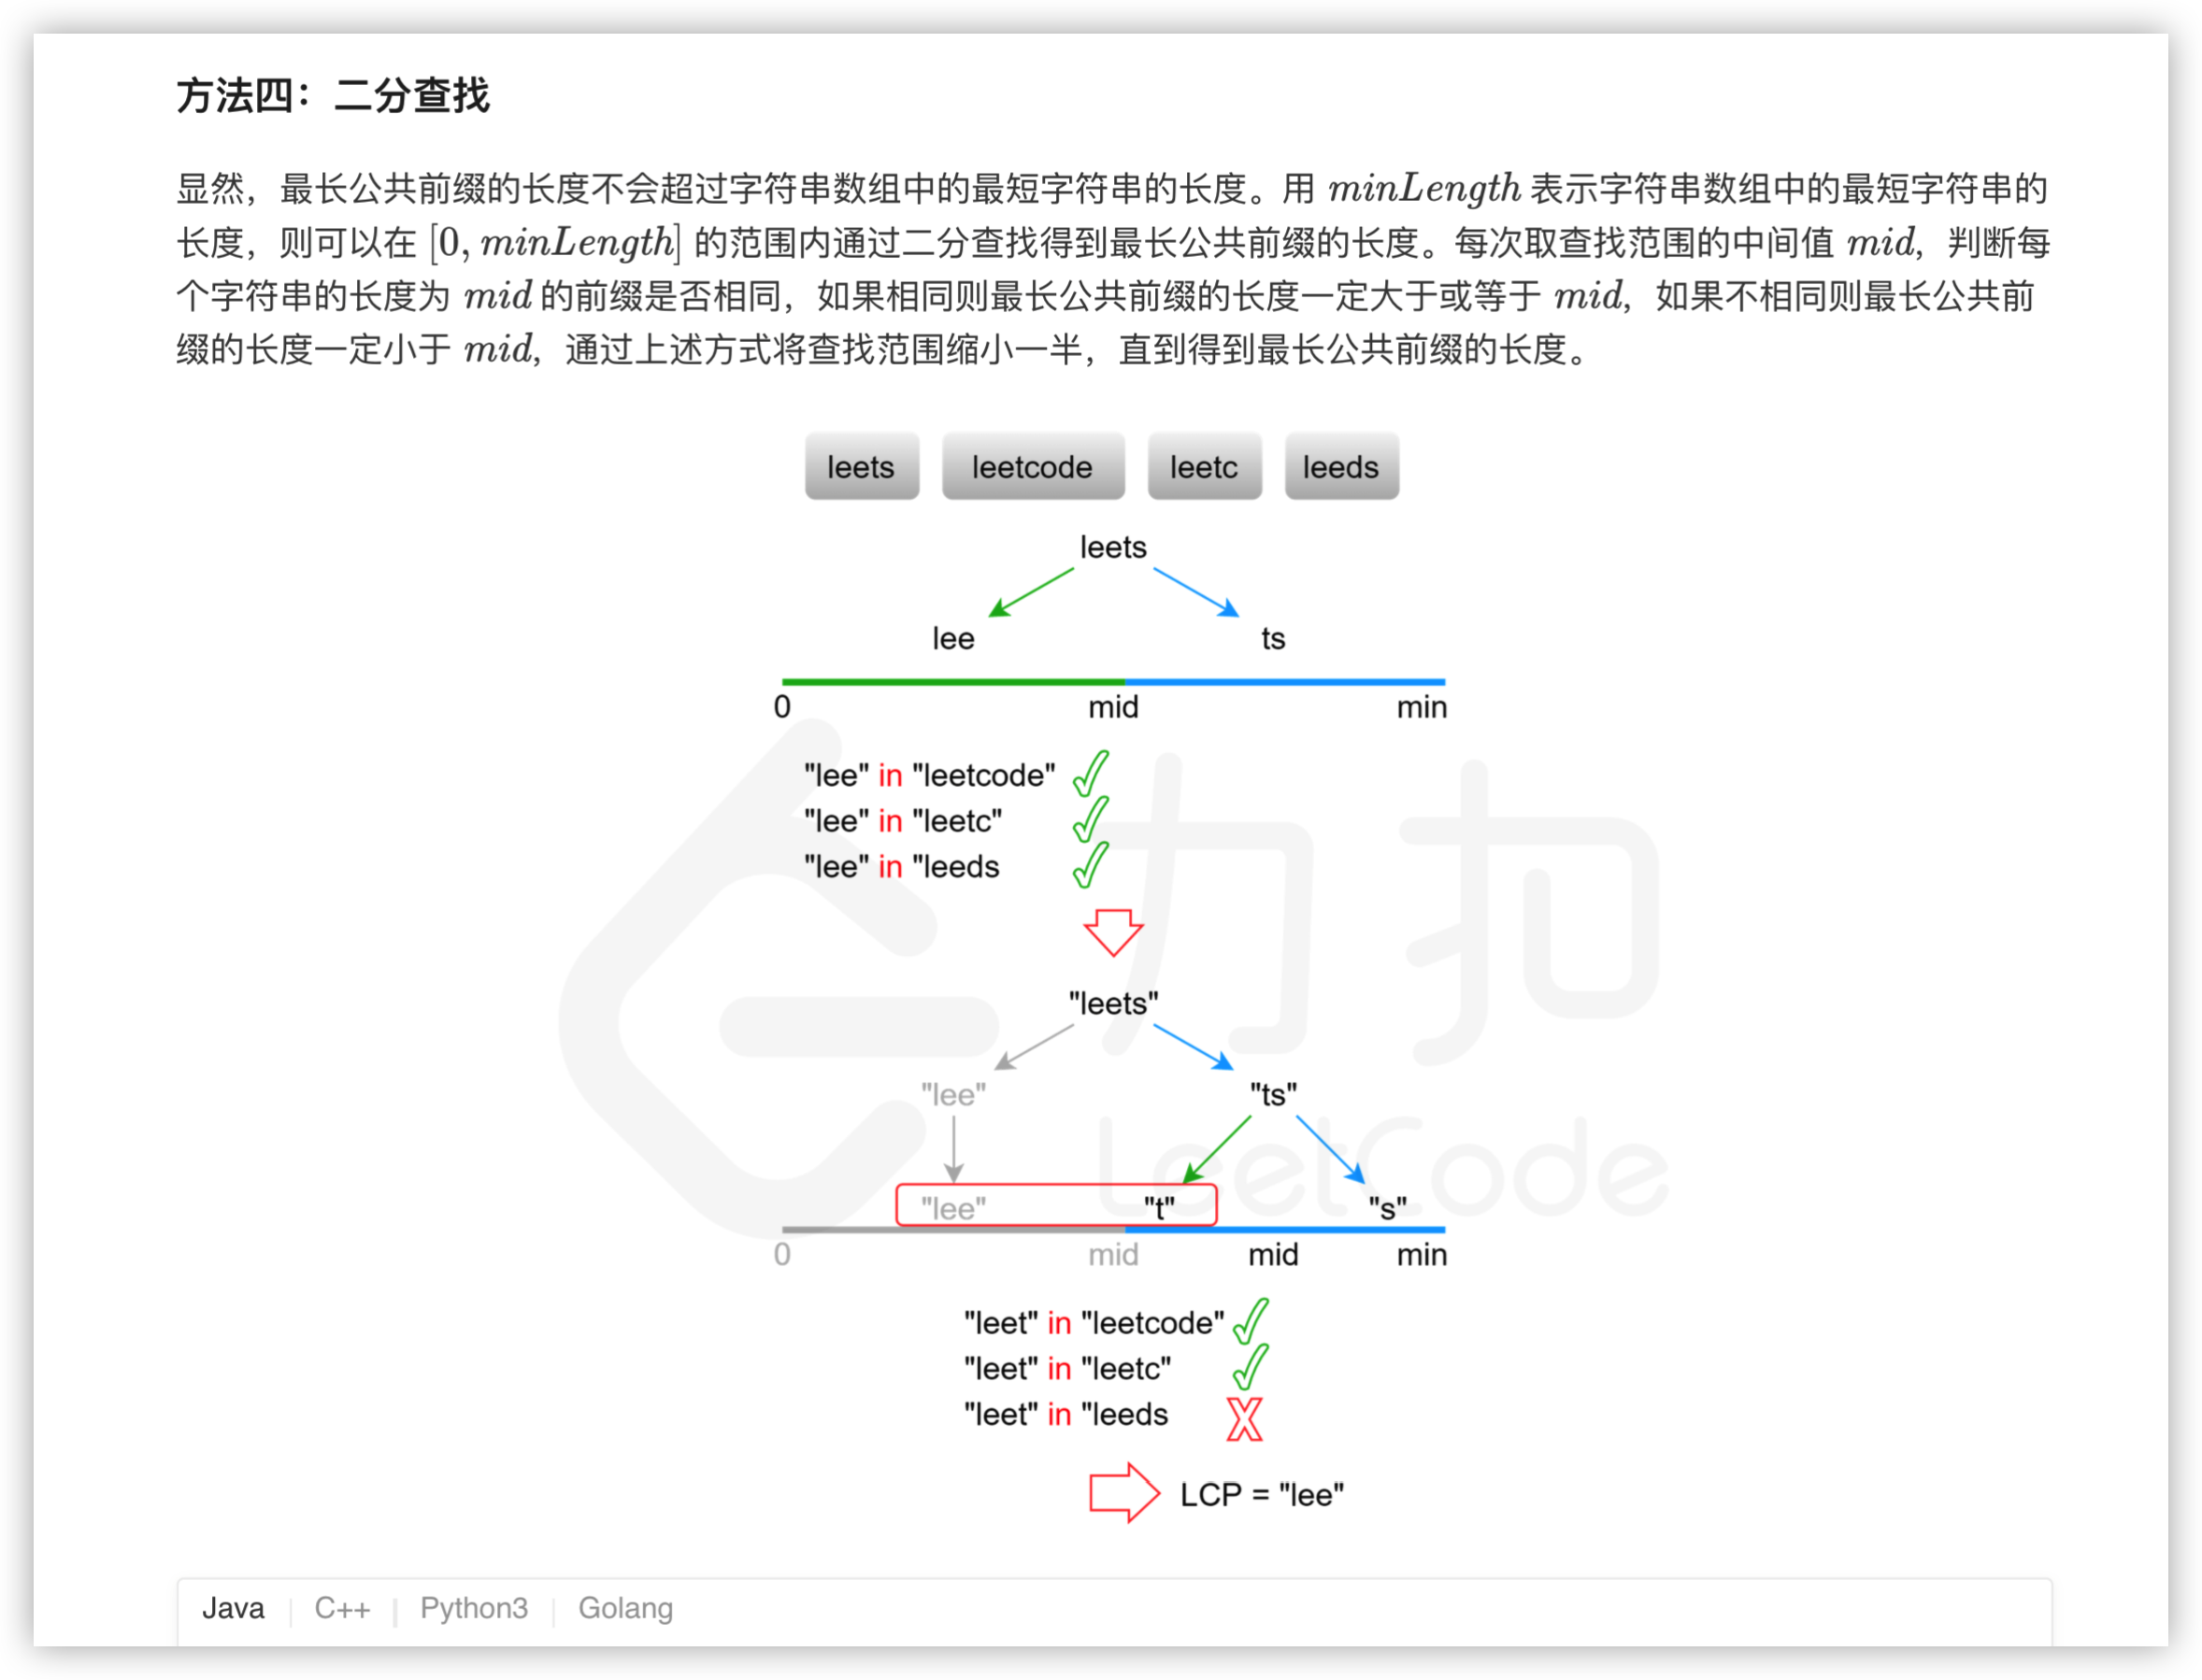 方法四：二分查找
显然，最长公共前缀的长度不会超过字符串数组中的最短字符串的长度。用 minLength 表示字符串数组中的最短字符串的
长度，则可以在 [0, minLength] 的范围内通过二分查找得到最长公共前缀的长度。每次取查找范围的中间值 mid，判断每
个字符串的长度为 mid 的前缀是否相同，如果相同则最长公共前缀的长度一定大于或等于 mid，如果不相同则最长公共前
缀的长度一定小于 mid，通过上述方式将查找范围缩小一半，直到得到最长公共前缀的长度。
leets leetcode leetc leeds
leets
lee ts
0 mid min
"lee" in "leetcode"
"lee" in "leetc"
"lee" in "leeds
力扣
"leets"
"lee" "ts"
LeetCode
"lee" "t" "s"
0 mid mid min
"leet" in "leetcode"
"leet" in "leetc"
"leet" in "leeds
X
LCP = "lee"
Java | C++ | Python3 | Golang